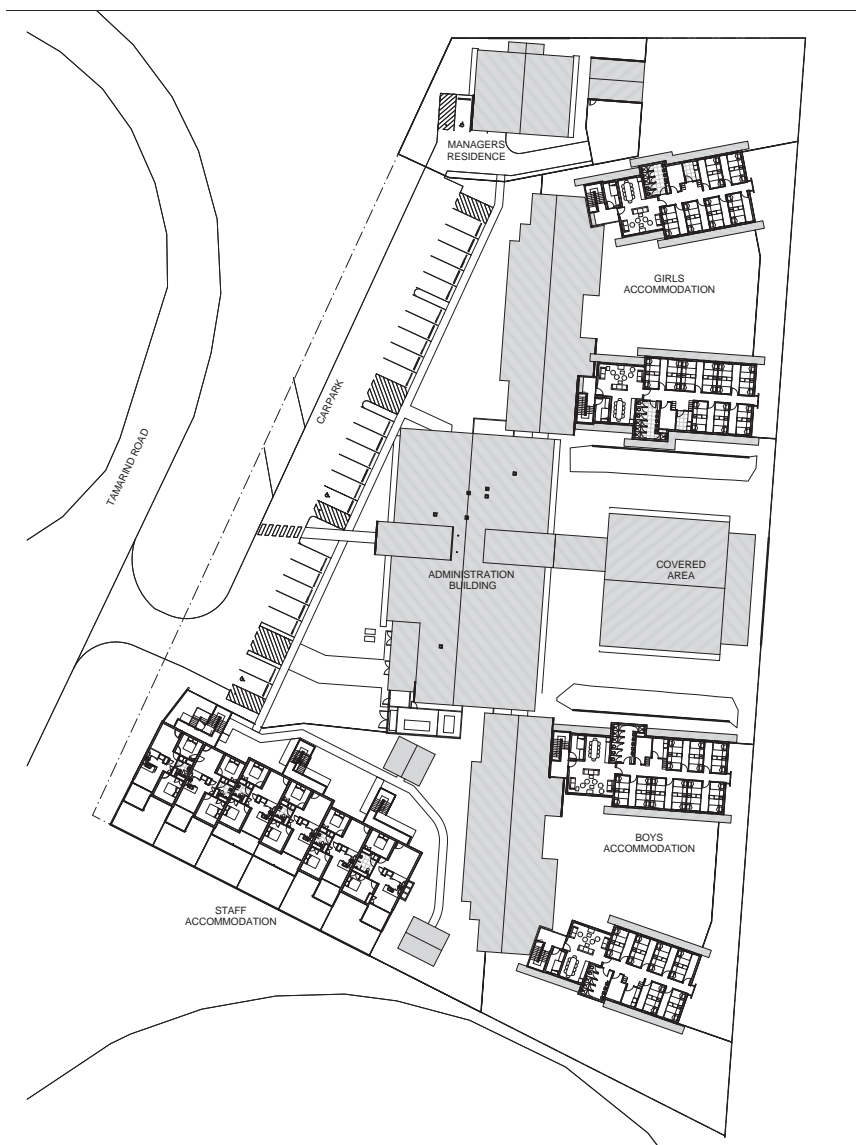 MANAGERS
RESIDENCE
GIRLS
ACCOMMODATION
CARPARK
TAMARIND ROAD
ADMINISTRATION
BUILDING
COVERED
AREA
BOYS
ACCOMMODATION
STAFF
ACCOMMODATION